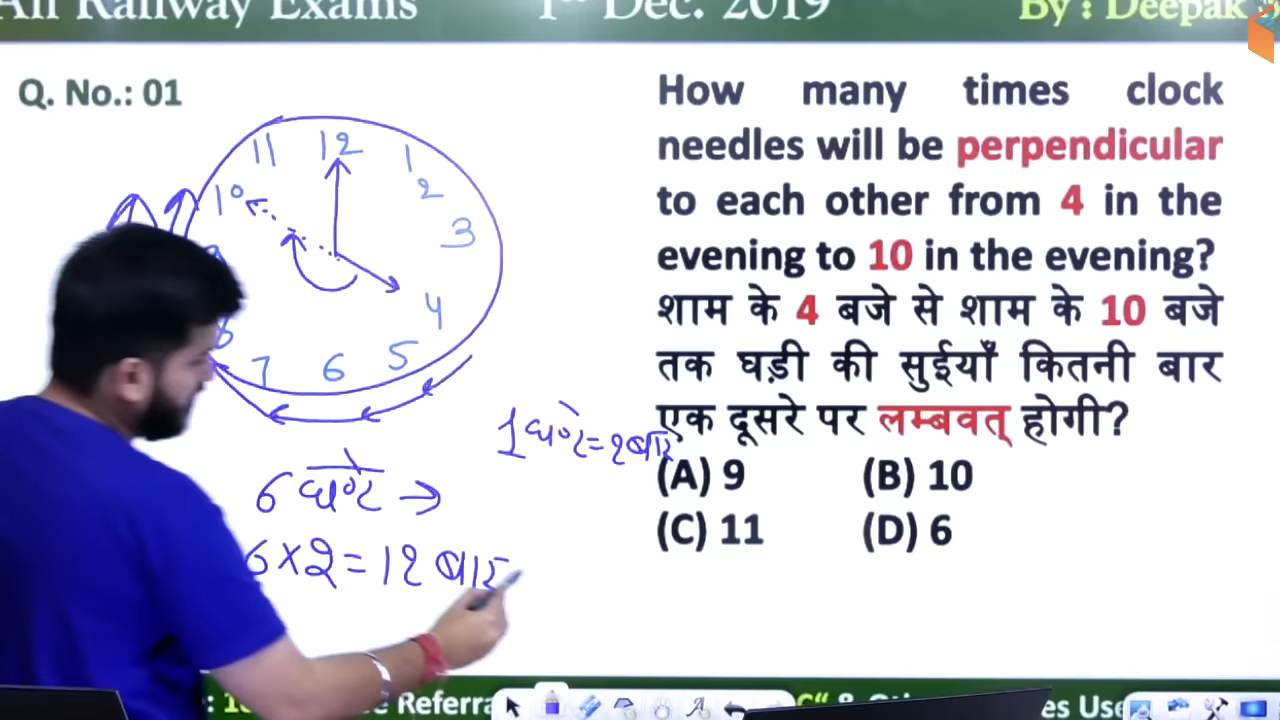 All Railway Exams 1st Dec. 2019 By : Deepak
Q. No.: 01
11 12 1
10 2
3
4
7 6 5
How many times clock
needles will be perpendicular
to each other from 4 in the
evening to 10 in the evening?
शाम के 4 बजे से शाम के 10 बजे
तक घड़ी की सुईयाँ कितनी बार
एक दूसरे पर लम्बवत् होगी?
1 घण्टे = 2 बार
(A) 9 (B) 10
(C) 11 (D) 6
6 घण्टे →
6 × 2 = 12 बार